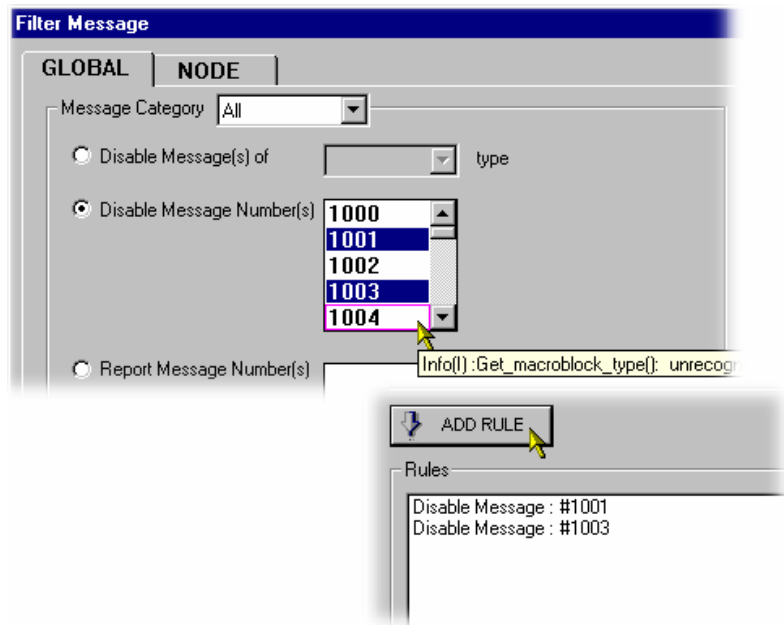 Filter Message
GLOBAL NODE
Message Category All
Disable Message(s) of type
Disable Message Number(s)
1000
1001
1002
1003
1004
Info(I) :Get_macroblock_type():
Report Message Number(s)
ADD RULE
Rules
Disable Message : #1001
Disable Message : #1003